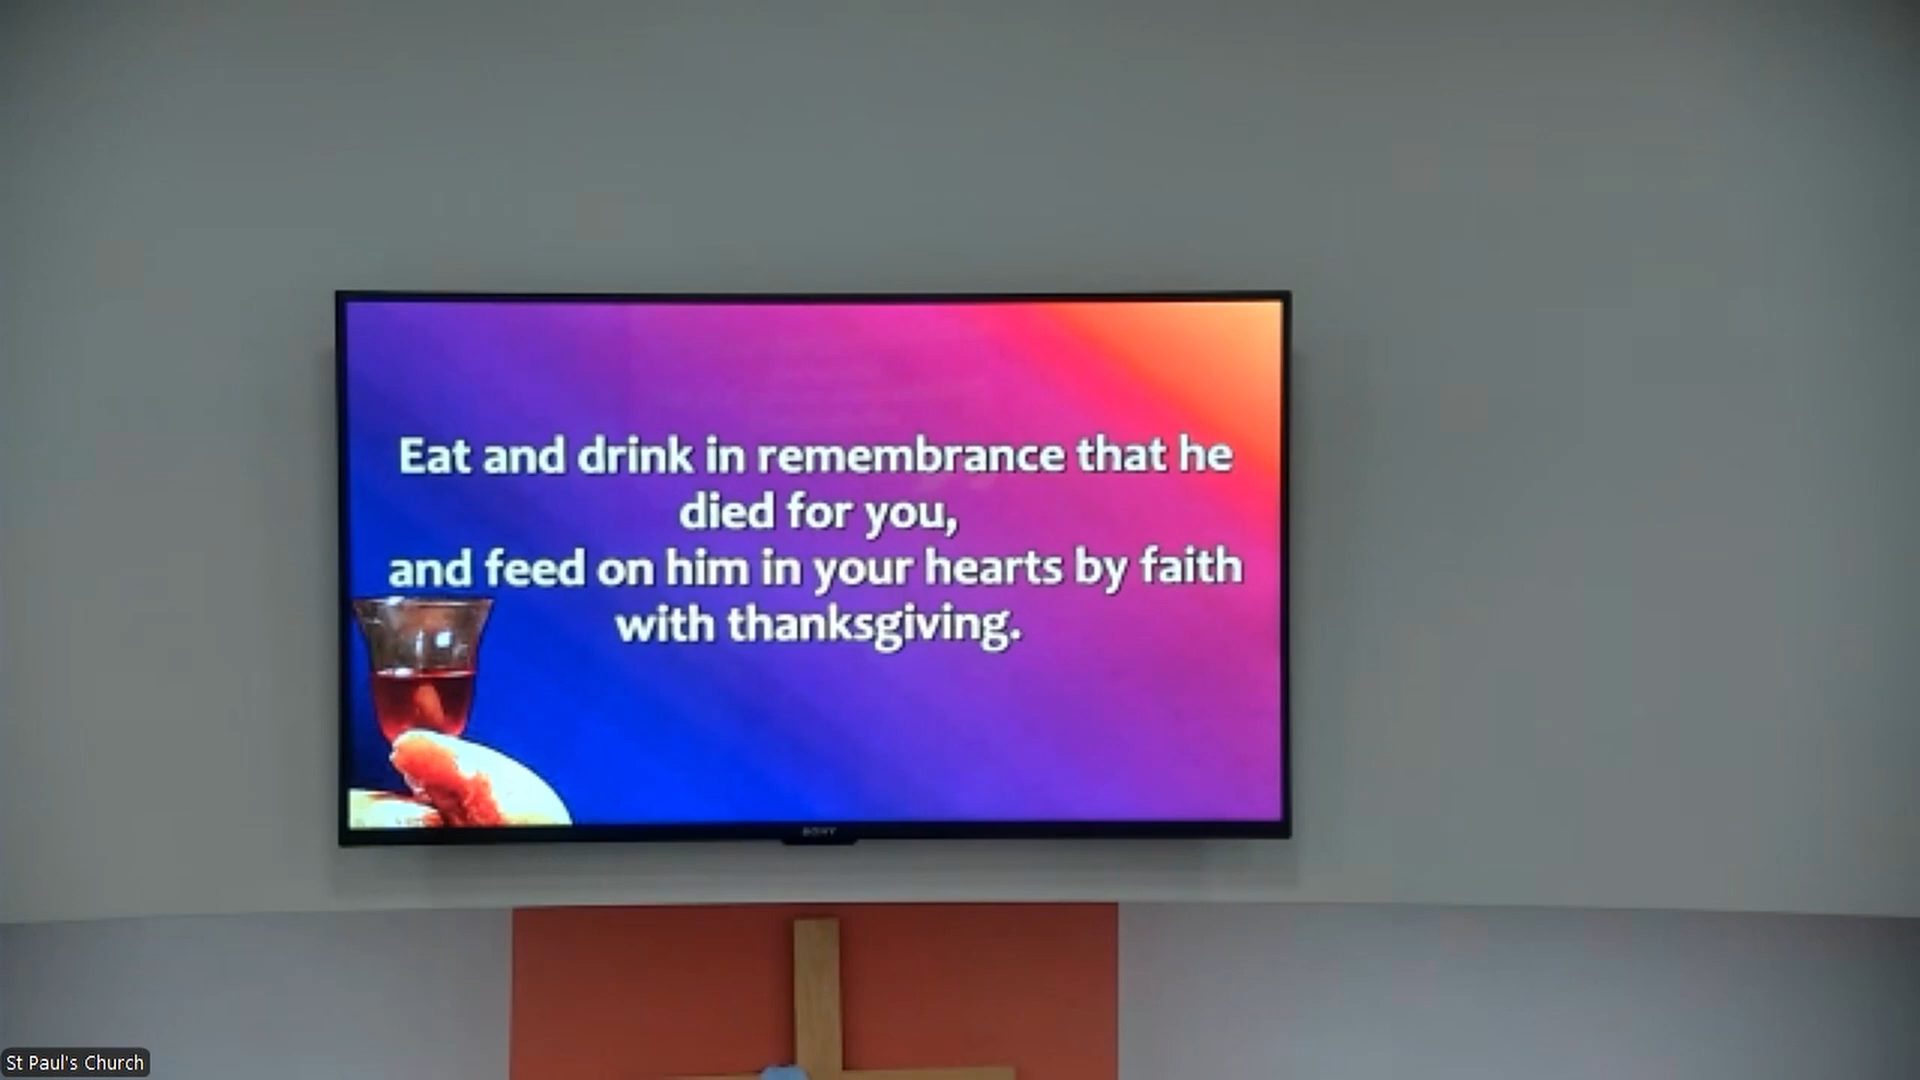 Eat and drink in remembrance that he
died for you,
and feed on him in your hearts by faith
with thanksgiving.
SONY
St Paul's Church